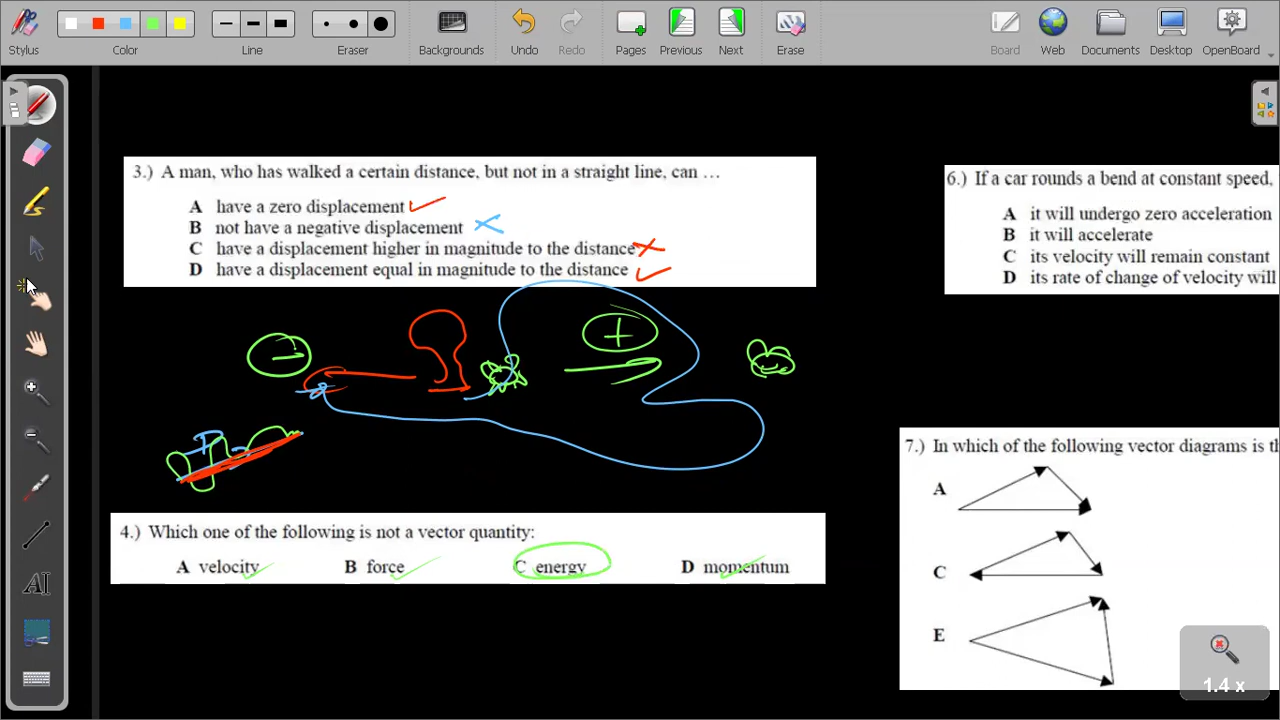 Stylus Color Line Eraser Backgrounds Undo Redo Pages Previous Next Erase Board Web Documents Desktop OpenBoard
3.) A man, who has walked a certain distance, but not in a straight line, can …
A have a zero displacement
B not have a negative displacement
C have a displacement higher in magnitude to the distance
D have a displacement equal in magnitude to the distance
6.) If a car rounds a bend at constant speed,
A it will undergo zero acceleration
B it will accelerate
C its velocity will remain constant
D its rate of change of velocity will
+
−
4.) Which one of the following is not a vector quantity:
A velocity B force C energy D momentum
7.) In which of the following vector diagrams is
A
C
E
AI
1.4 x